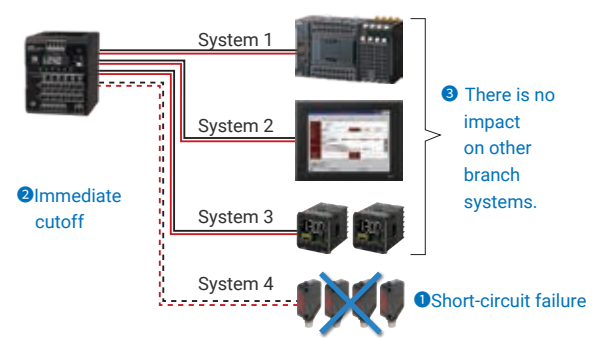 System 1
System 2
System 3
System 4
❶Short-circuit failure
❷Immediate
cutoff
❸ There is no
impact
on other
branch
systems.